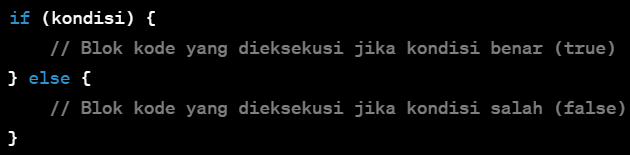 if (kondisi) {
    // Blok kode yang dieksekusi jika kondisi benar (true)
} else {
    // Blok kode yang dieksekusi jika kondisi salah (false)
}